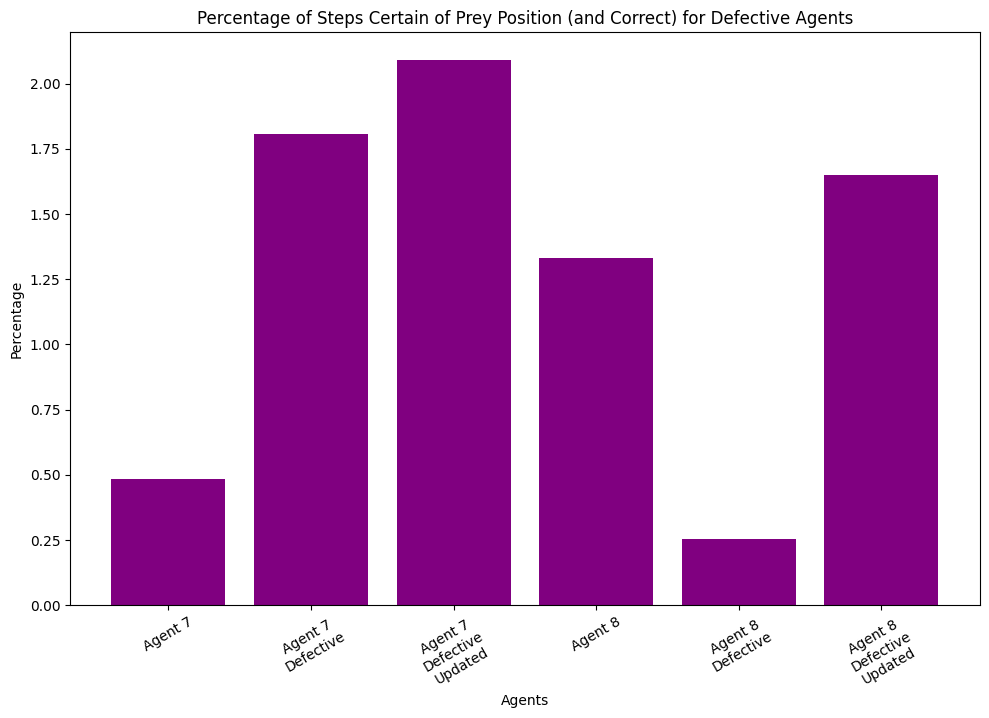 Percentage of Steps Certain of Prey Position (and Correct) for Defective Agents
Percentage
2.00
1.75
1.50
1.25
1.00
0.75
0.50
0.25
0.00
Agent 7
Agent 7
Defective
Agent 7
Defective
Updated
Agent 8
Agent 8
Defective
Agent 8
Defective
Updated
Agents